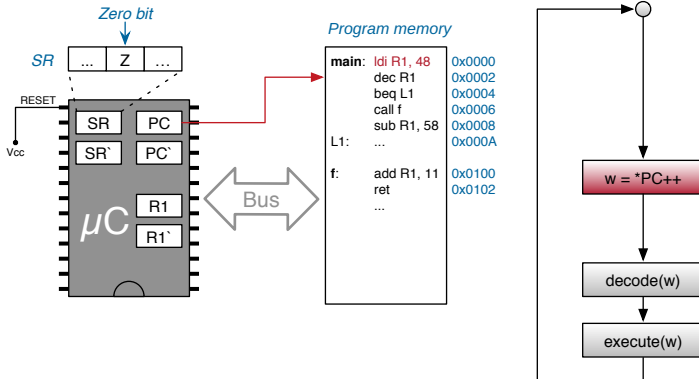 Zero bit
SR ... Z ...
RESET
Vcc
SR PC
SR` PC`
R1
R1`
µC
Bus
Program memory
main: ldi R1, 48 0x0000
dec R1 0x0002
beq L1 0x0004
call f 0x0006
sub R1, 58 0x0008
L1: ... 0x000A
f: add R1, 11 0x0100
ret 0x0102
...
w = *PC++
decode(w)
execute(w)